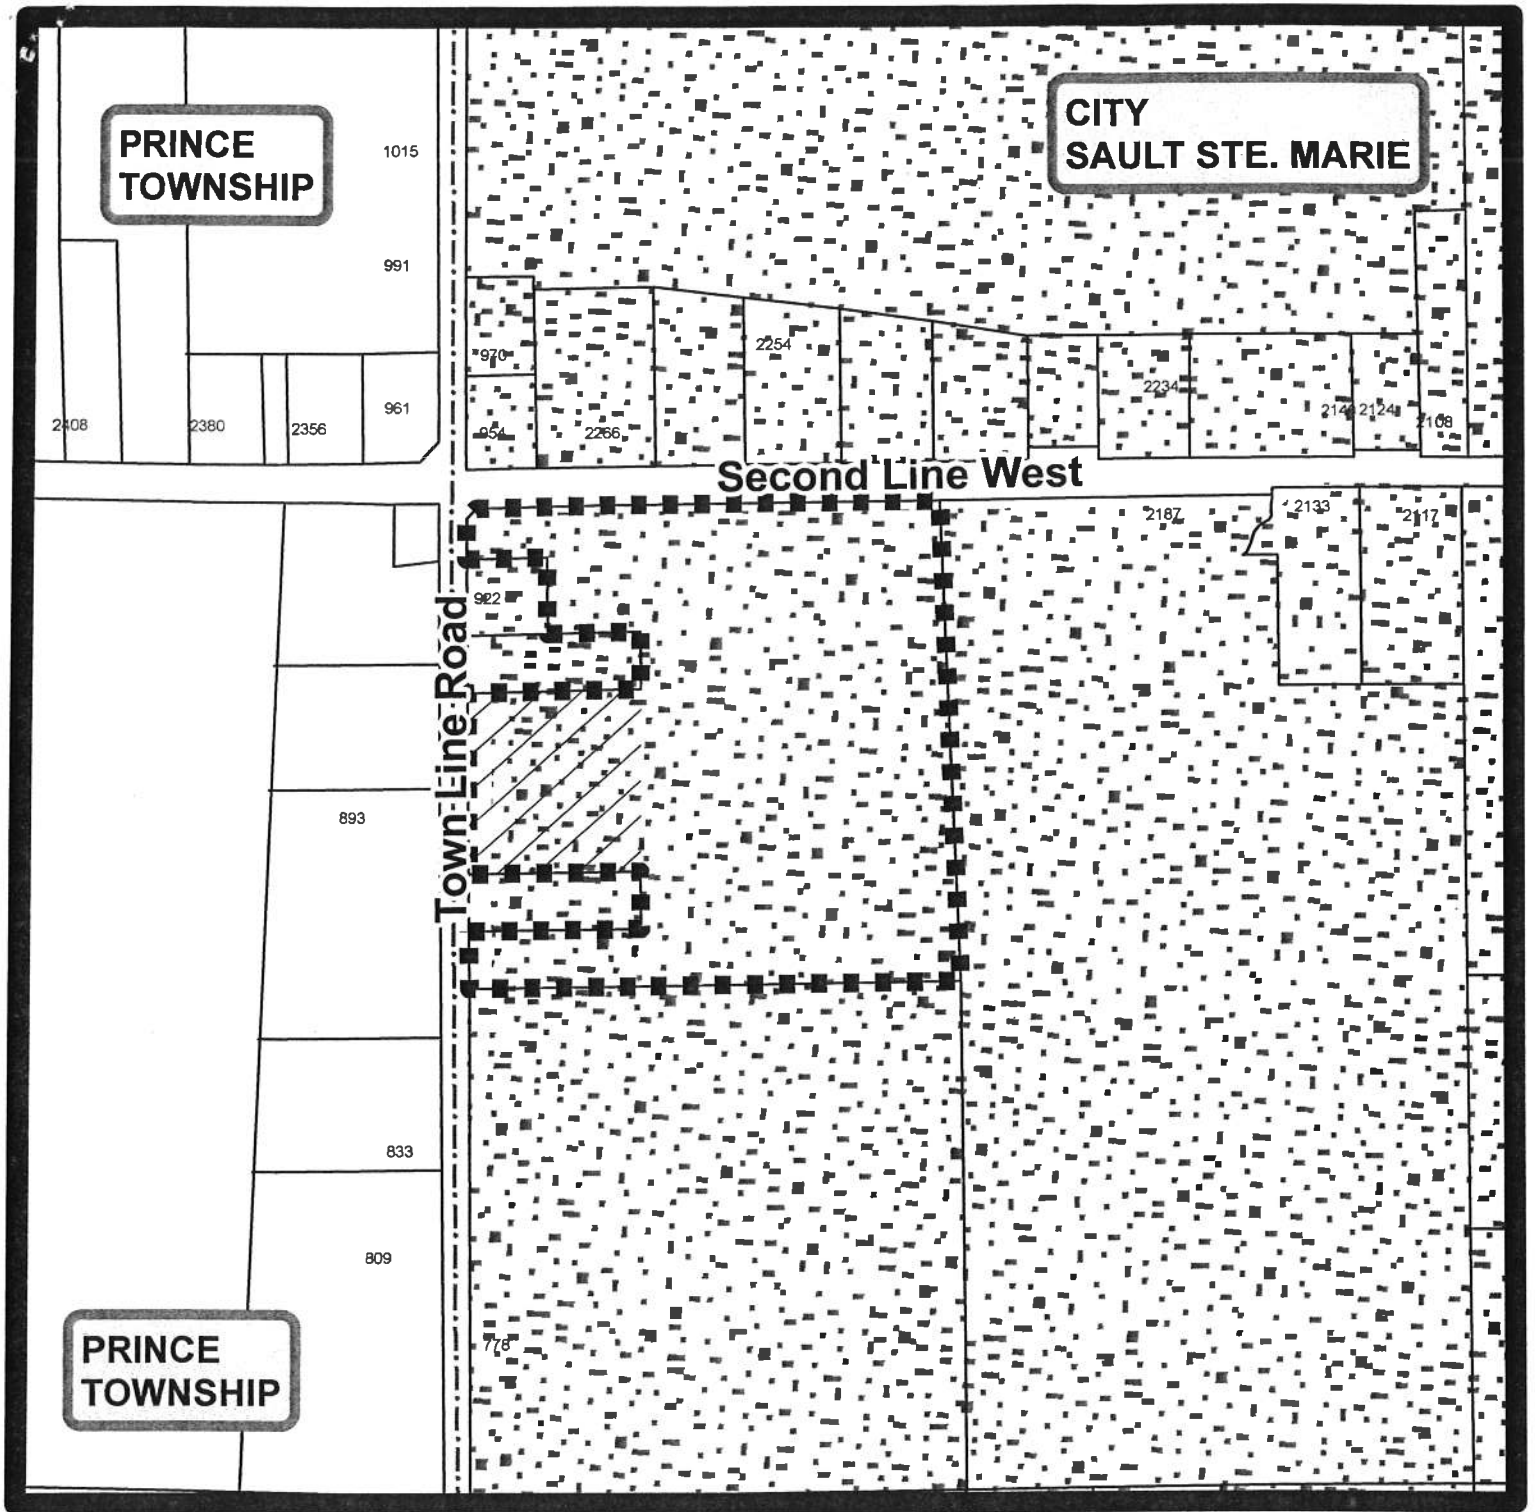 PRINCE
TOWNSHIP
1015
CITY
SAULT STE. MARIE
991
970
2254
2234
2408
2380
2356
961
954
2266
2124
2108
Second Line West
2187
2133
2117
922
Town Line Road
893
833
809
778
PRINCE
TOWNSHIP